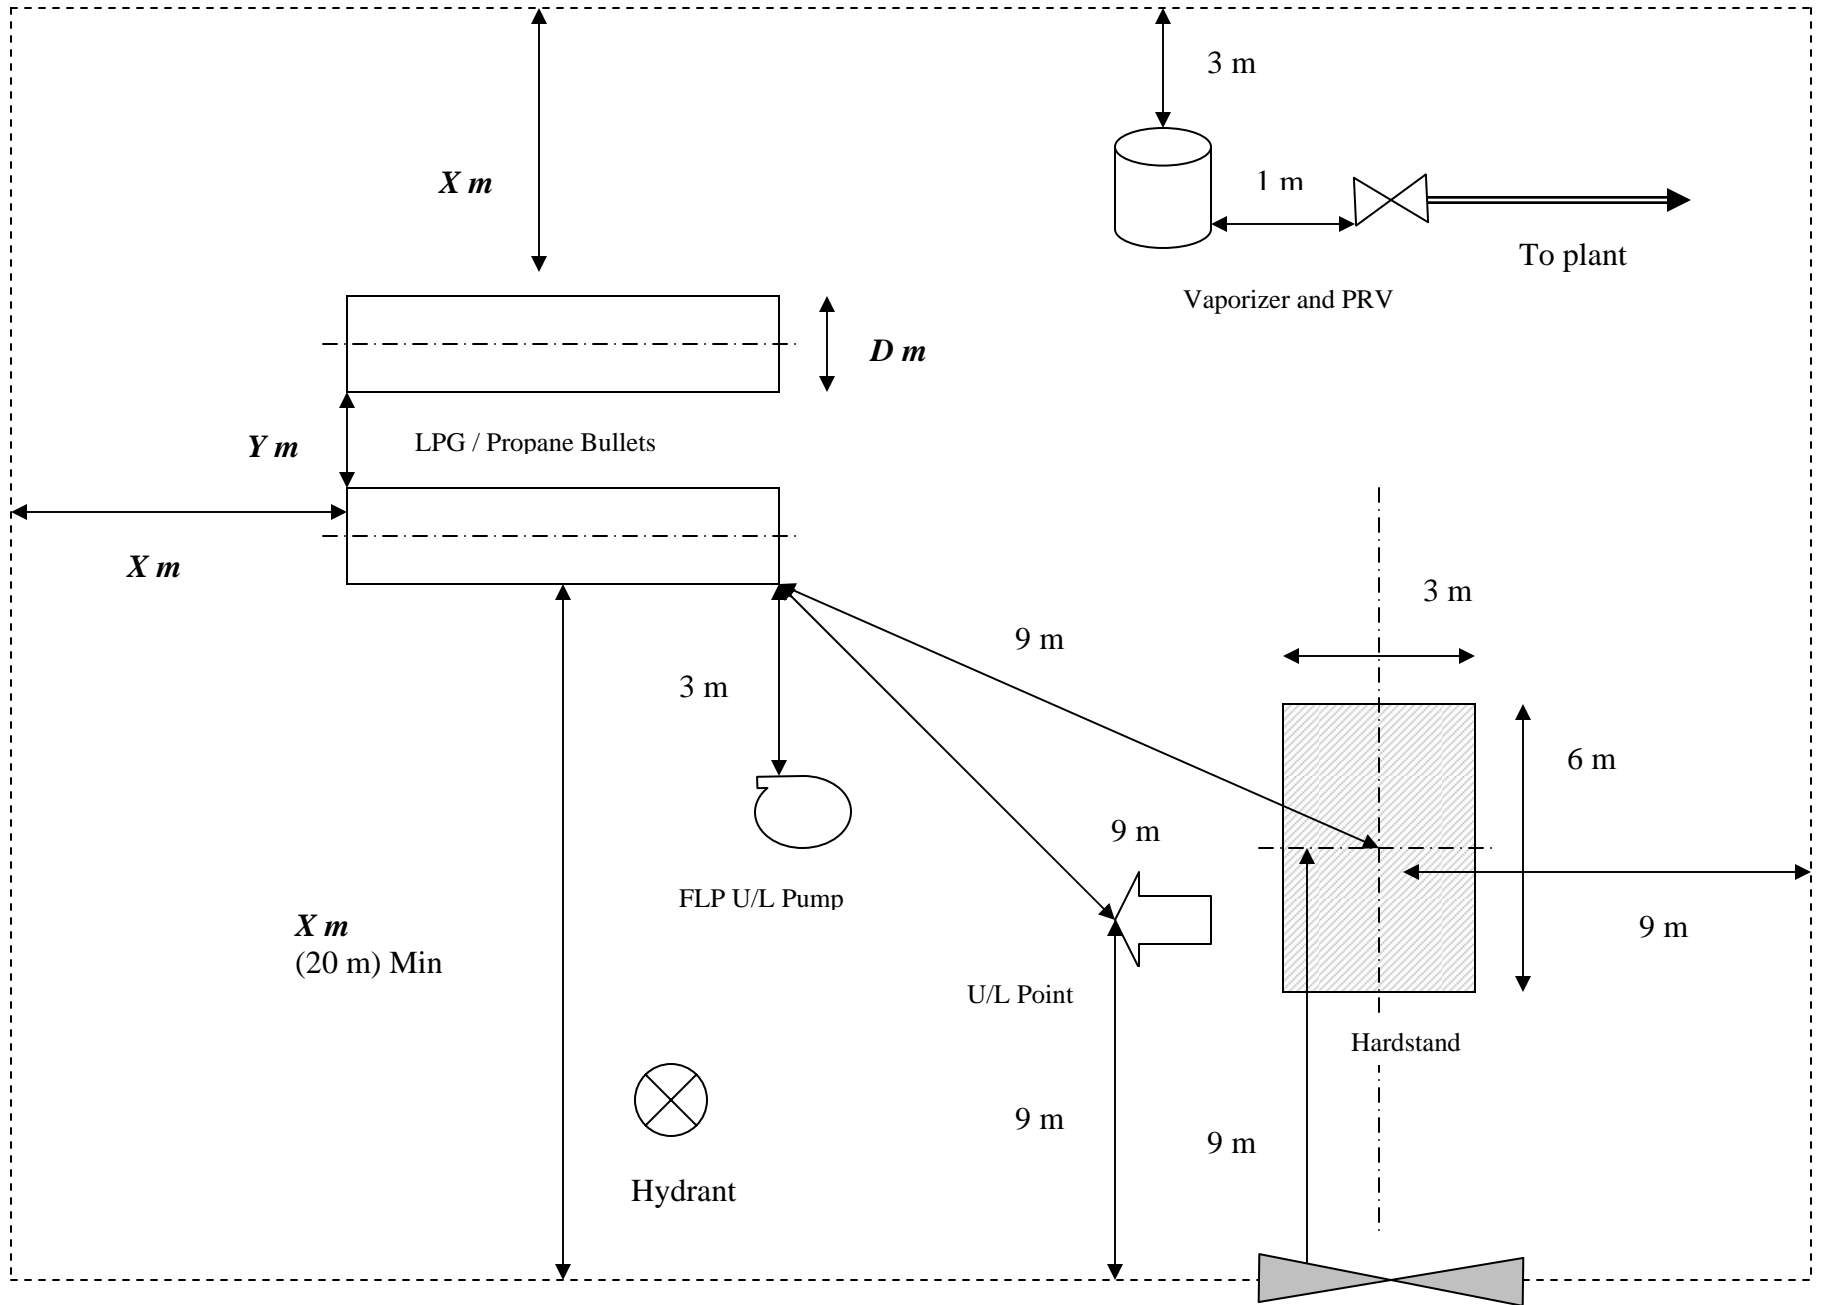 3 m
X m
1 m
To plant
Vaporizer and PRV
D m
Y m
LPG / Propane Bullets
X m
3 m
9 m
3 m
6 m
9 m
FLP U/L Pump
X m
(20 m) Min
9 m
U/L Point
Hardstand
9 m
9 m
Hydrant